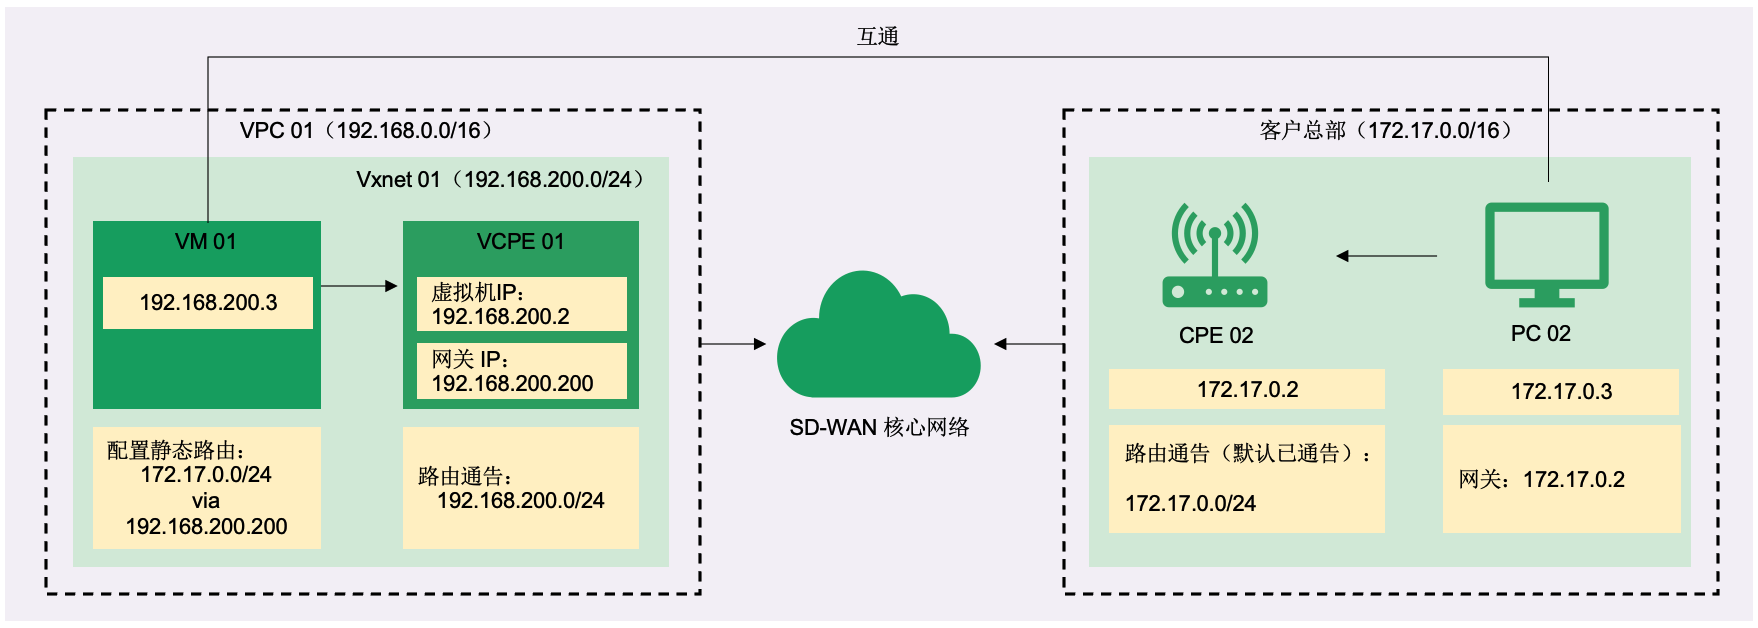 互通
VPC 01（192.168.0.0/16）
Vxnet 01（192.168.200.0/24）
VM 01
192.168.200.3
配置静态路由：
172.17.0.0/24
via
192.168.200.200
VCPE 01
虚拟机IP：
192.168.200.2
网关 IP：
192.168.200.200
路由通告：
192.168.200.0/24
SD-WAN 核心网络
客户总部（172.17.0.0/16）
CPE 02
172.17.0.2
路由通告（默认已通告）：
172.17.0.0/24
PC 02
172.17.0.3
网关：172.17.0.2